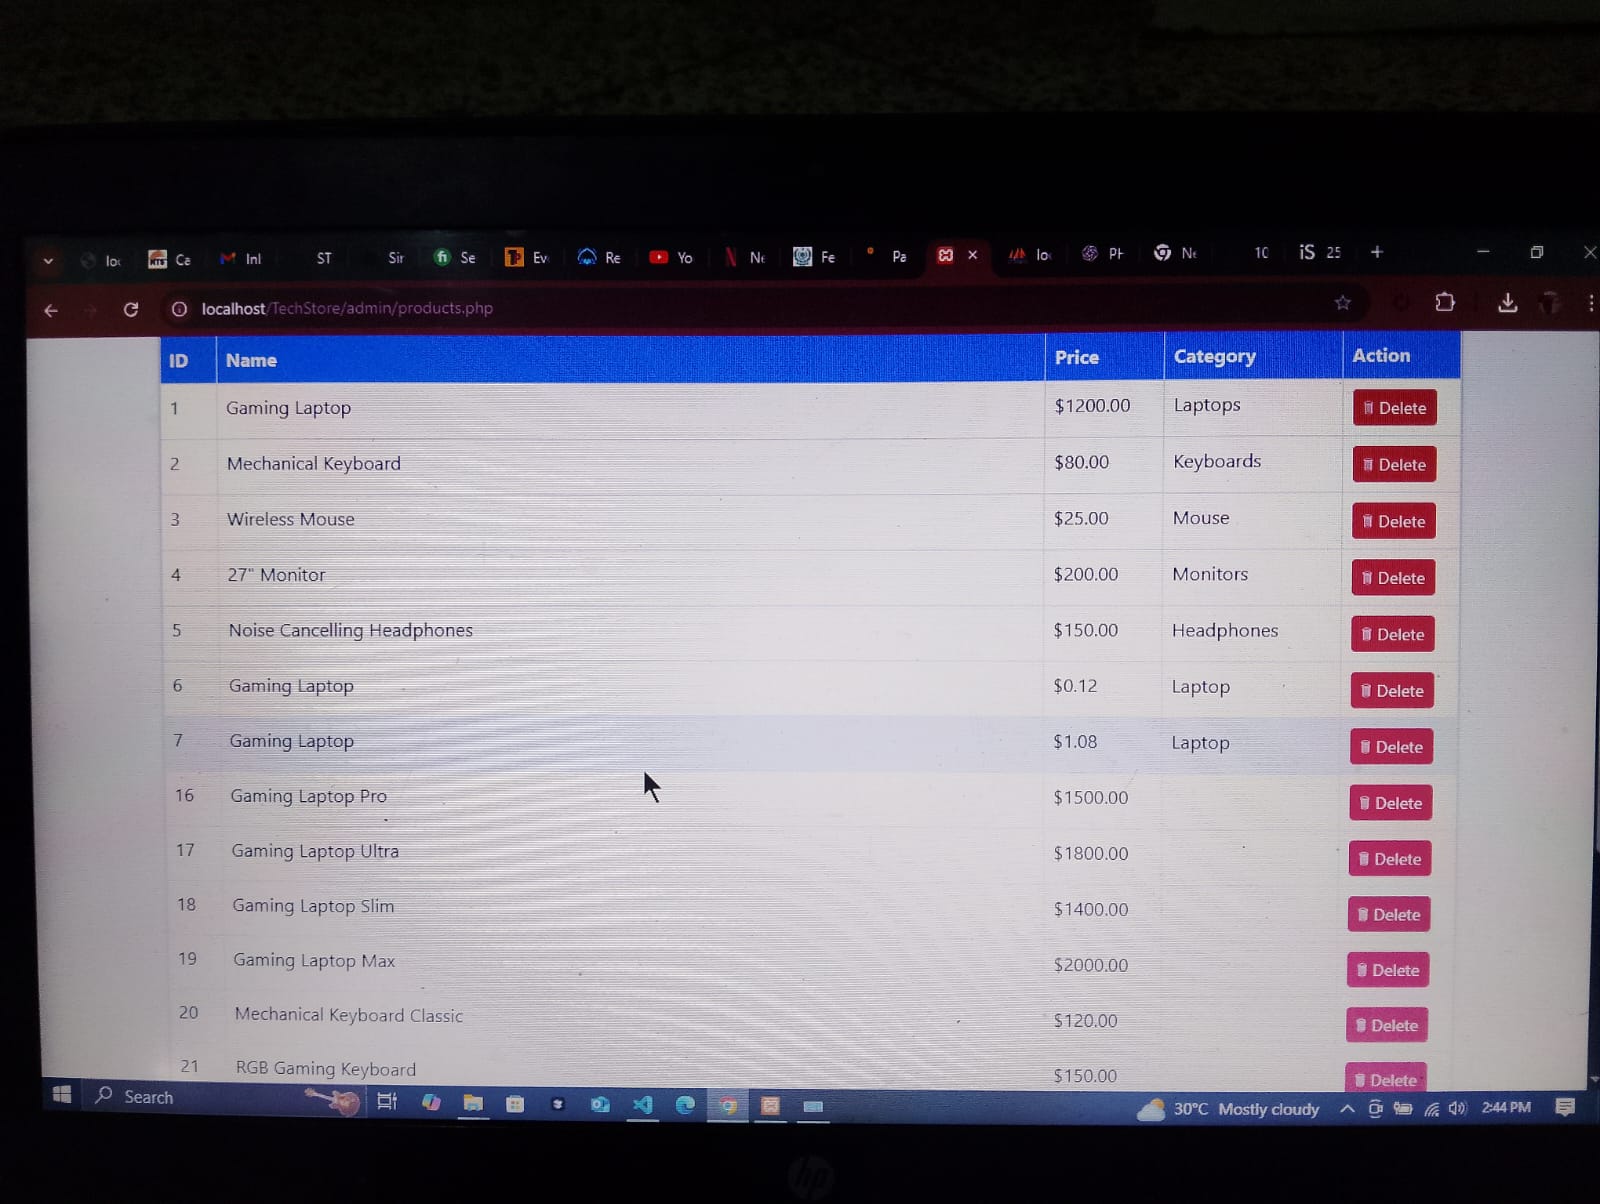 loc
Ca
Inl
ST
Sir
Se
Ev
Re
Yo
Ne
Fe
Pa
loc
PH
Ne
10
iS 25
localhost/TechStore/admin/products.php
ID Name Price Category Action
1 Gaming Laptop $1200.00 Laptops Delete
2 Mechanical Keyboard $80.00 Keyboards Delete
3 Wireless Mouse $25.00 Mouse Delete
4 27" Monitor $200.00 Monitors Delete
5 Noise Cancelling Headphones $150.00 Headphones Delete
6 Gaming Laptop $0.12 Laptop Delete
7 Gaming Laptop $1.08 Laptop Delete
16 Gaming Laptop Pro $1500.00 Delete
17 Gaming Laptop Ultra $1800.00 Delete
18 Gaming Laptop Slim $1400.00 Delete
19 Gaming Laptop Max $2000.00 Delete
20 Mechanical Keyboard Classic $120.00 Delete
21 RGB Gaming Keyboard $150.00 Delete
Search 30°C Mostly cloudy 2:44 PM
hp